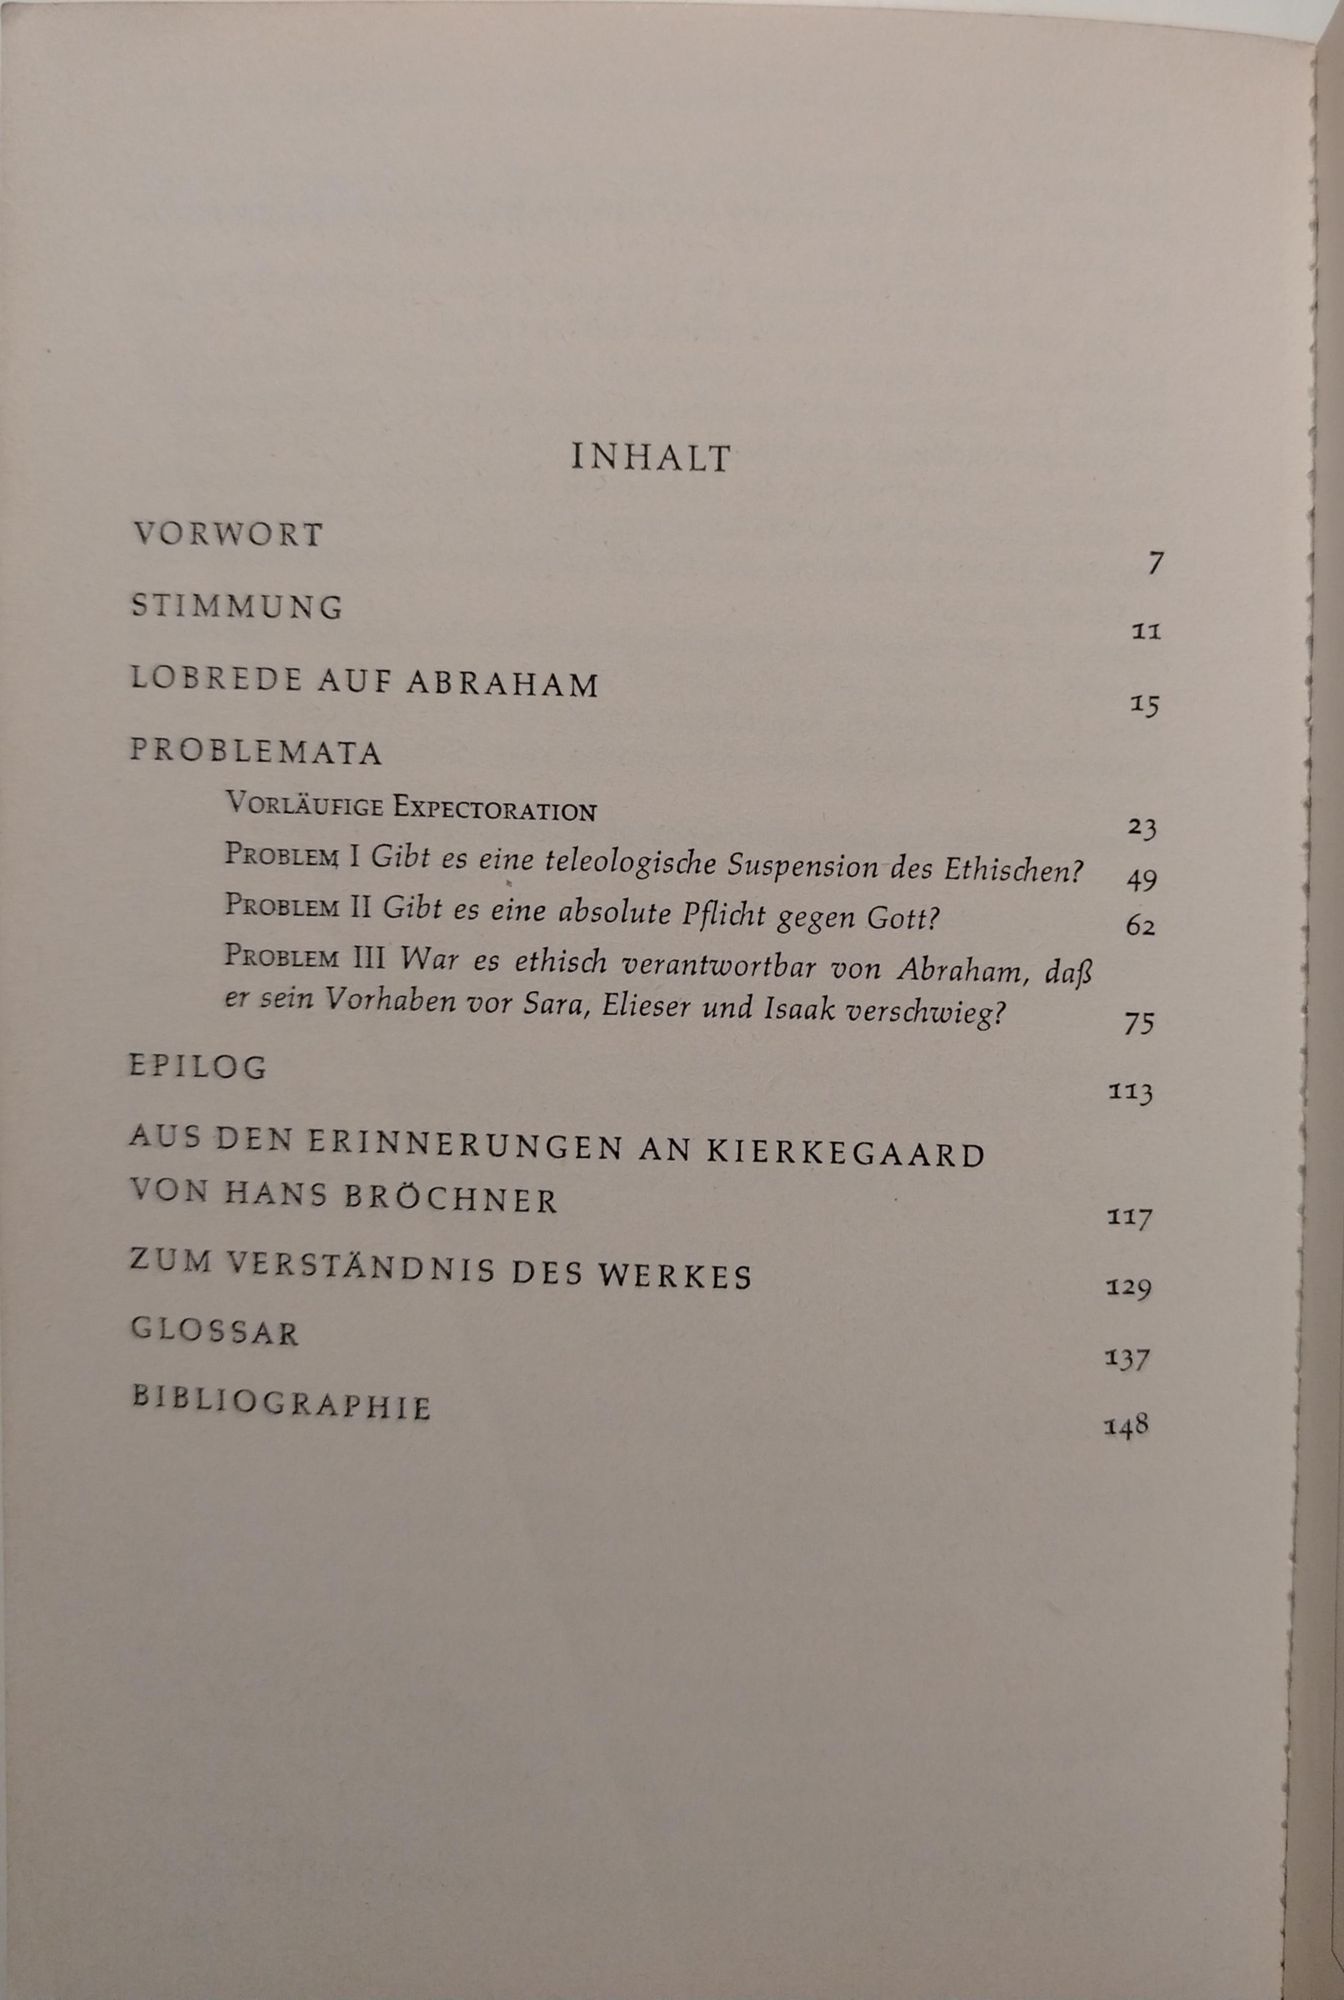 INHALT
VORWORT 7
STIMMUNG 11
LOBREDE AUF ABRAHAM 15
PROBLEMATA
VORLÄUFIGE EXPECTORATION 23
PROBLEM I Gibt es eine teleologische Suspension des Ethischen? 49
PROBLEM II Gibt es eine absolute Pflicht gegen Gott? 62
PROBLEM III War es ethisch verantwortbar von Abraham, daß
er sein Vorhaben vor Sara, Elieser und Isaak verschwieg? 75
EPILOG 113
AUS DEN ERINNERUNGEN AN KIERKEGAARD
VON HANS BRÖCHNER 117
ZUM VERSTÄNDNIS DES WERKES 129
GLOSSAR 137
BIBLIOGRAPHIE 148